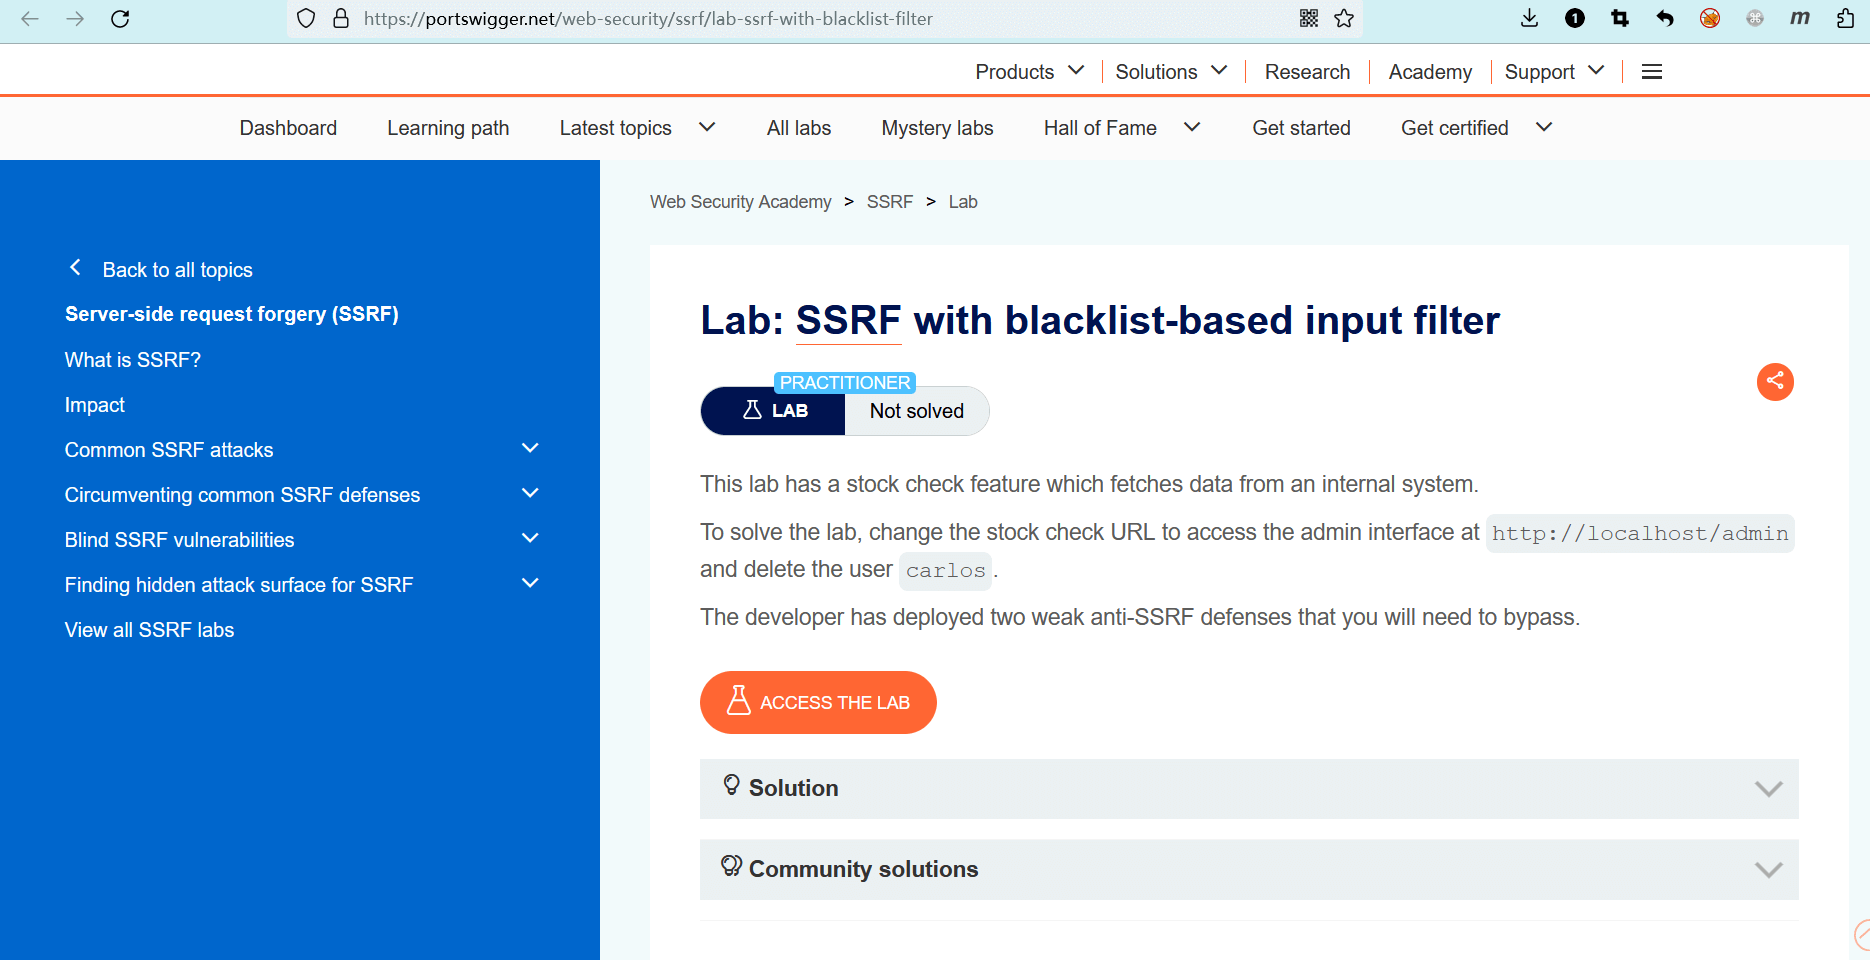 https://portswigger.net/web-security/ssrf/lab-ssrf-with-blacklist-filter
1
m
Products
Solutions
Research
Academy
Support
Dashboard
Learning path
Latest topics
All labs
Mystery labs
Hall of Fame
Get started
Get certified
Back to all topics
Server-side request forgery (SSRF)
What is SSRF?
Impact
Common SSRF attacks
Circumventing common SSRF defenses
Blind SSRF vulnerabilities
Finding hidden attack surface for SSRF
View all SSRF labs
Web Security Academy > SSRF > Lab
Lab: SSRF with blacklist-based input filter
PRACTITIONER
LAB
Not solved
This lab has a stock check feature which fetches data from an internal system.
To solve the lab, change the stock check URL to access the admin interface at http://localhost/admin
and delete the user carlos.
The developer has deployed two weak anti-SSRF defenses that you will need to bypass.
ACCESS THE LAB
Solution
Community solutions